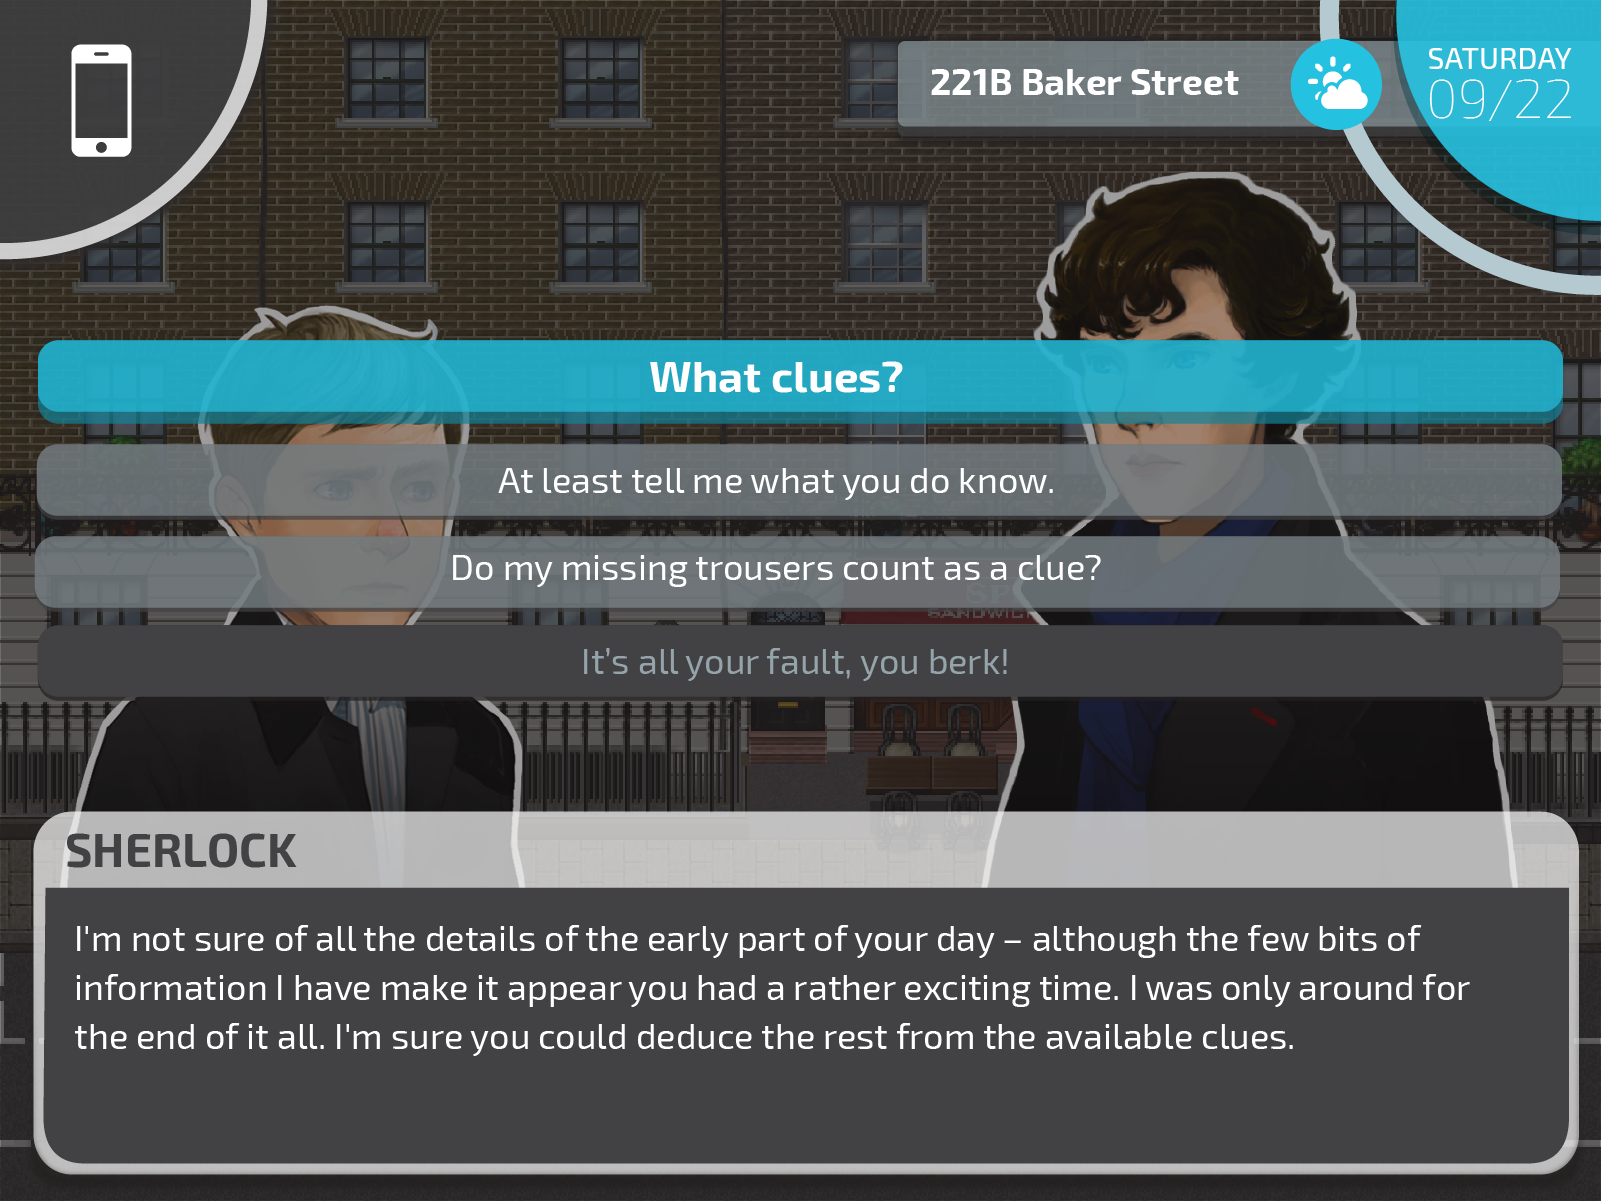 221B Baker Street
SATURDAY
09/22
What clues?
At least tell me what you do know.
Do my missing trousers count as a clue?
SP
SANDWIC
It’s all your fault, you berk!
SHERLOCK
I'm not sure of all the details of the early part of your day – although the few bits of
information I have make it appear you had a rather exciting time. I was only around for
the end of it all. I'm sure you could deduce the rest from the available clues.